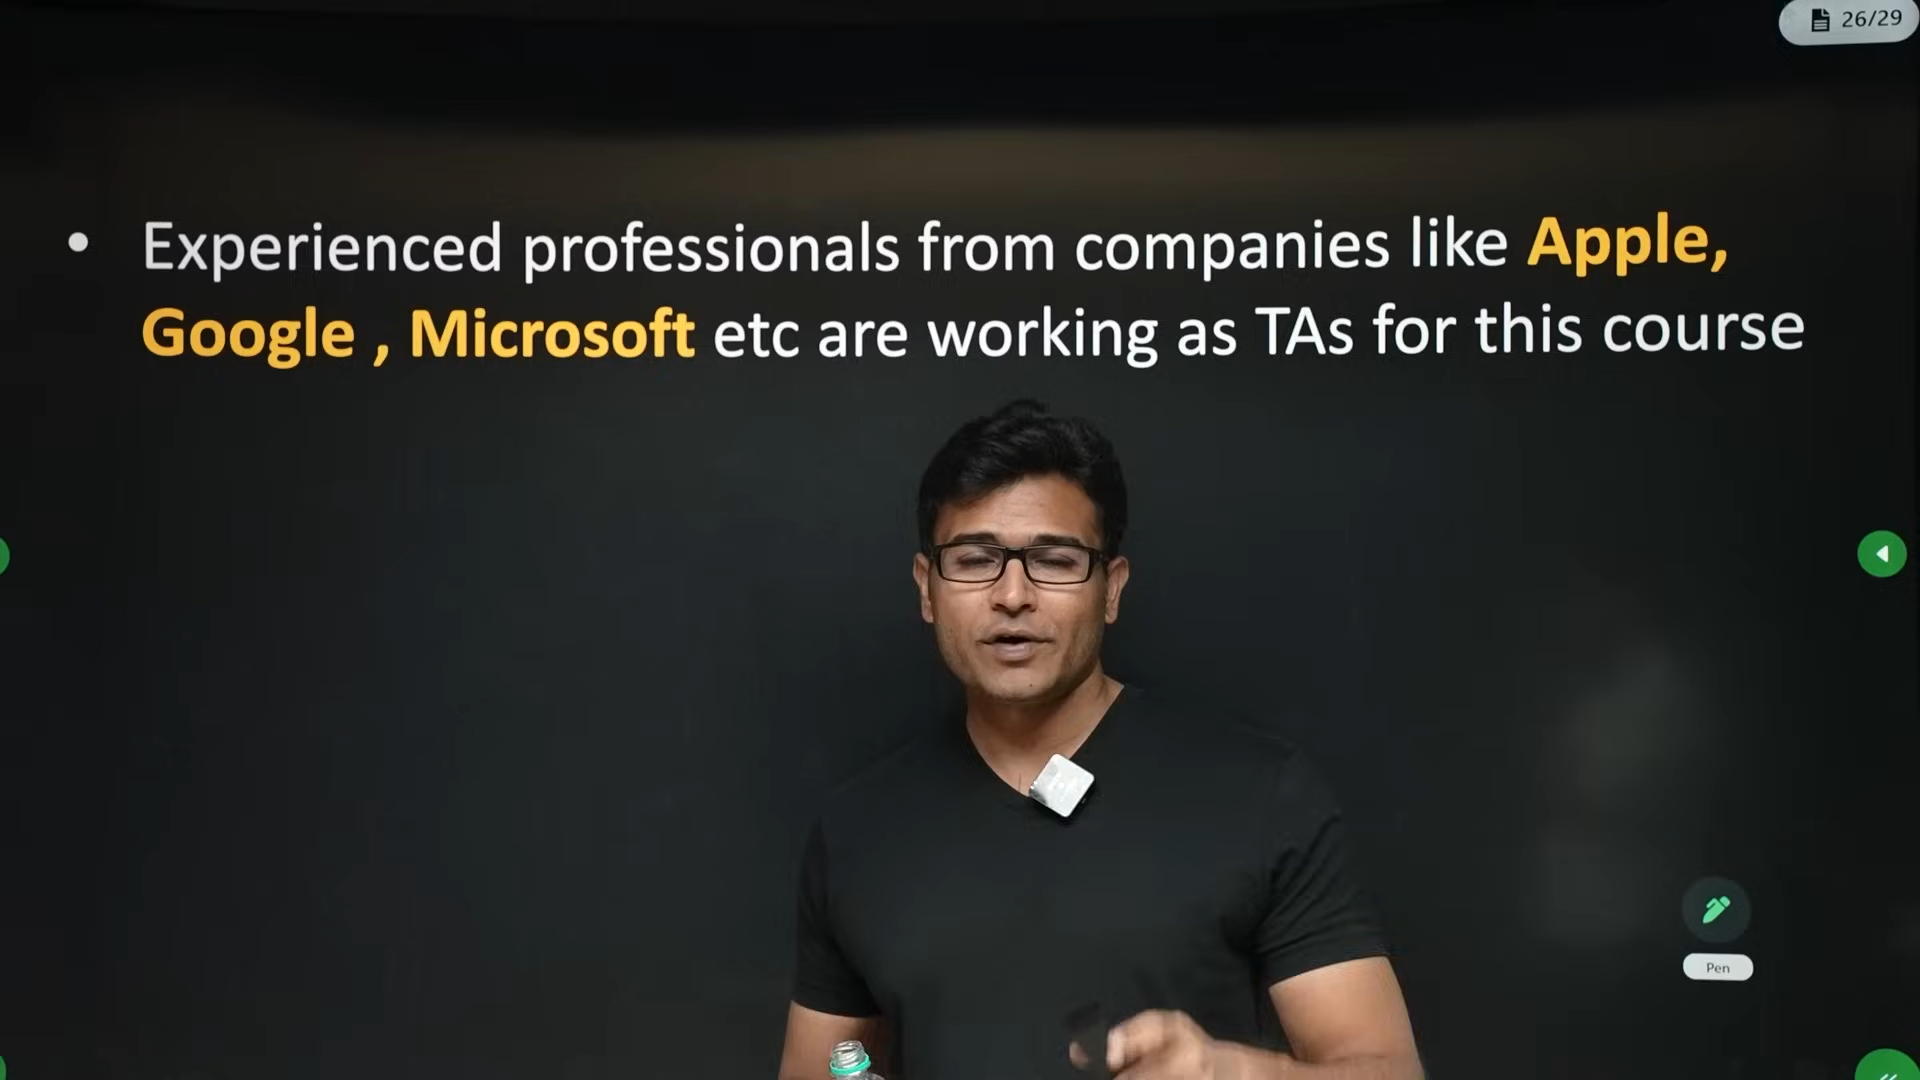 26/29
• Experienced professionals from companies like Apple,
Google , Microsoft etc are working as TAs for this course
Pen